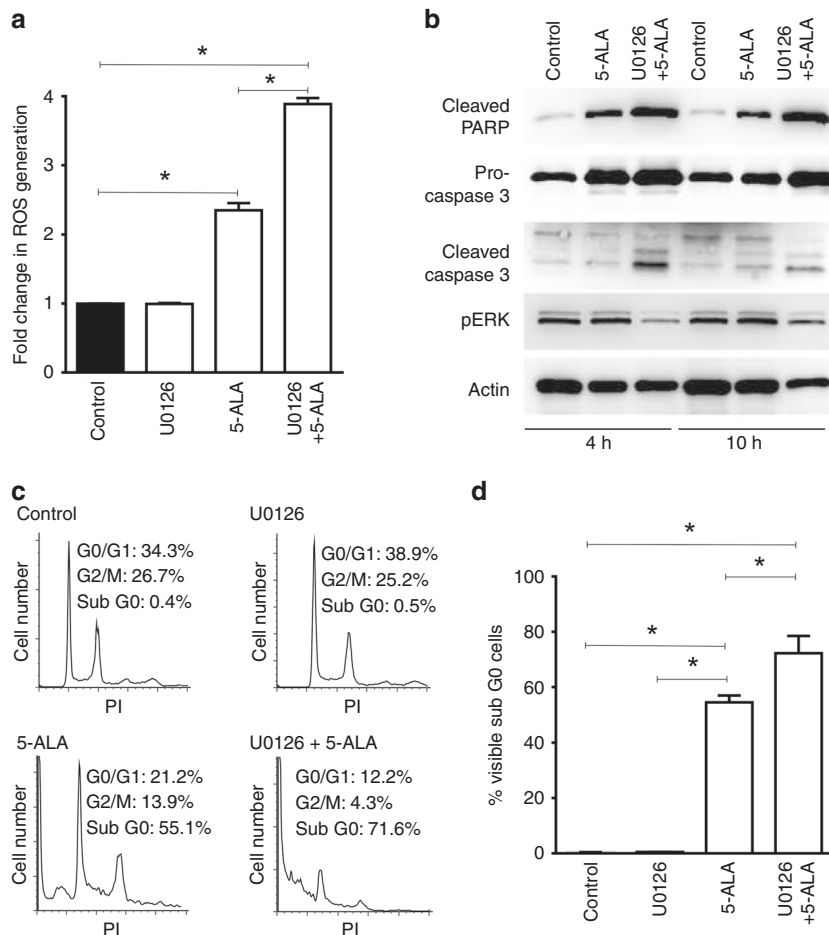 a
*
*
*
4
3
2
1
0
Fold change in ROS generation
Control
U0126
5-ALA
U0126
+5-ALA
b
Control
5-ALA
U0126
+5-ALA
Control
5-ALA
U0126
+5-ALA
Cleaved
PARP
Pro-
caspase 3
Cleaved
caspase 3
pERK
Actin
4 h
10 h
c
Control
G0/G1: 34.3%
G2/M: 26.7%
Sub G0: 0.4%
Cell number
PI
U0126
G0/G1: 38.9%
G2/M: 25.2%
Sub G0: 0.5%
Cell number
PI
5-ALA
G0/G1: 21.2%
G2/M: 13.9%
Sub G0: 55.1%
Cell number
PI
U0126 + 5-ALA
G0/G1: 12.2%
G2/M: 4.3%
Sub G0: 71.6%
Cell number
PI
d
*
*
*
*
100
80
60
40
20
0
% visible sub G0 cells
Control
U0126
5-ALA
U0126
+5-ALA